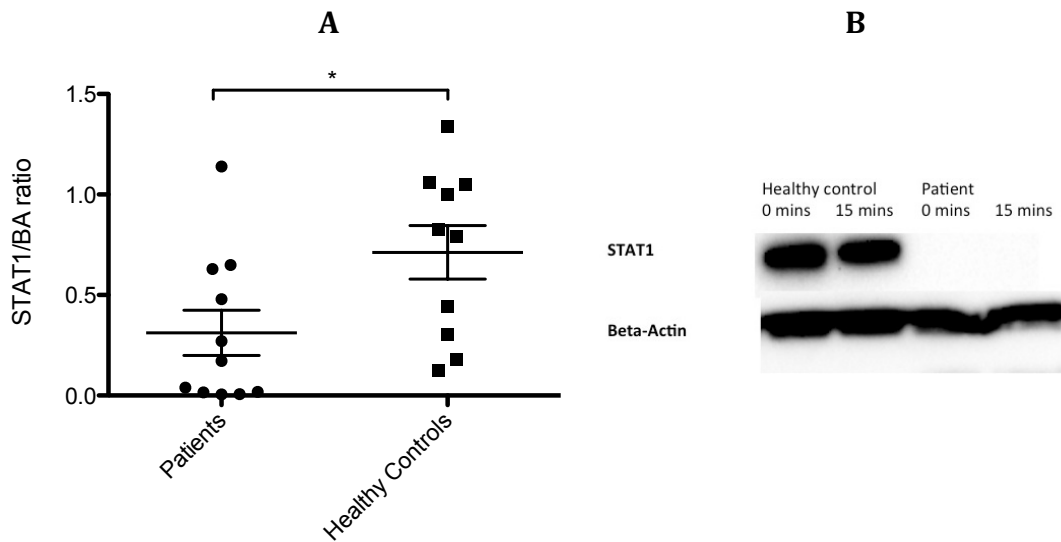 A
*
STAT1/BA ratio
1.5
1.0
0.5
0.0
Patients
Healthy Controls
B
Healthy control Patient
0 mins 15 mins 0 mins 15 mins
STAT1
Beta-Actin